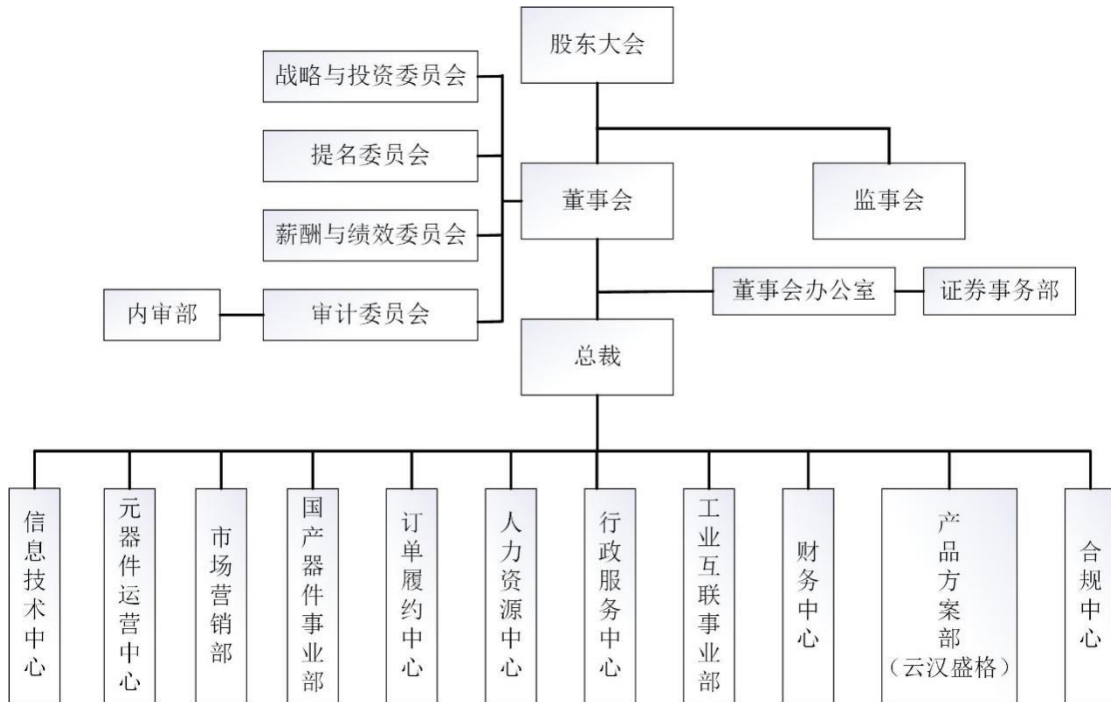 股东大会
战略与投资委员会
提名委员会
董事会
监事会
薪酬与绩效委员会
董事会办公室
证券事务部
内审部
审计委员会
总裁
信息技术中心
元器件运营中心
市场营销部
国产器件事业部
订单履约中心
人力资源中心
行政服务中心
工业互联事业部
财务中心
产品方案部
（云汉盛格）
合规中心